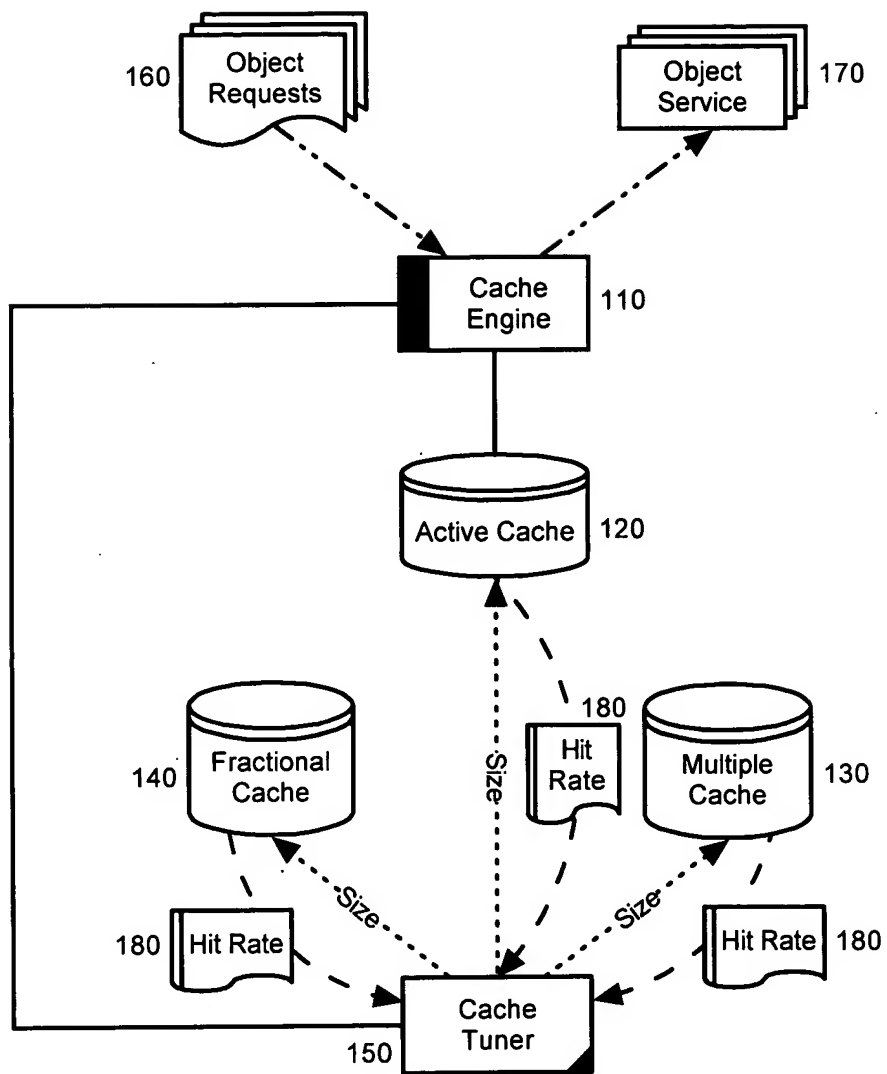 160
Object
Requests
Object
Service
170
Cache
Engine
110
Active Cache
120
180
Size
Hit
Rate
140
Fractional
Cache
Multiple
Cache
130
Size
Size
180
Hit Rate
Hit Rate
180
Cache
Tuner
150